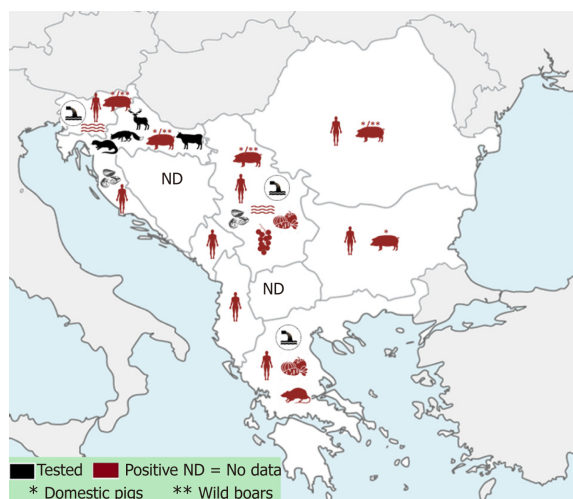 */**
*/**
*/**
*/**
ND
*
ND
Tested Positive ND = No data
* Domestic pigs ** Wild boars